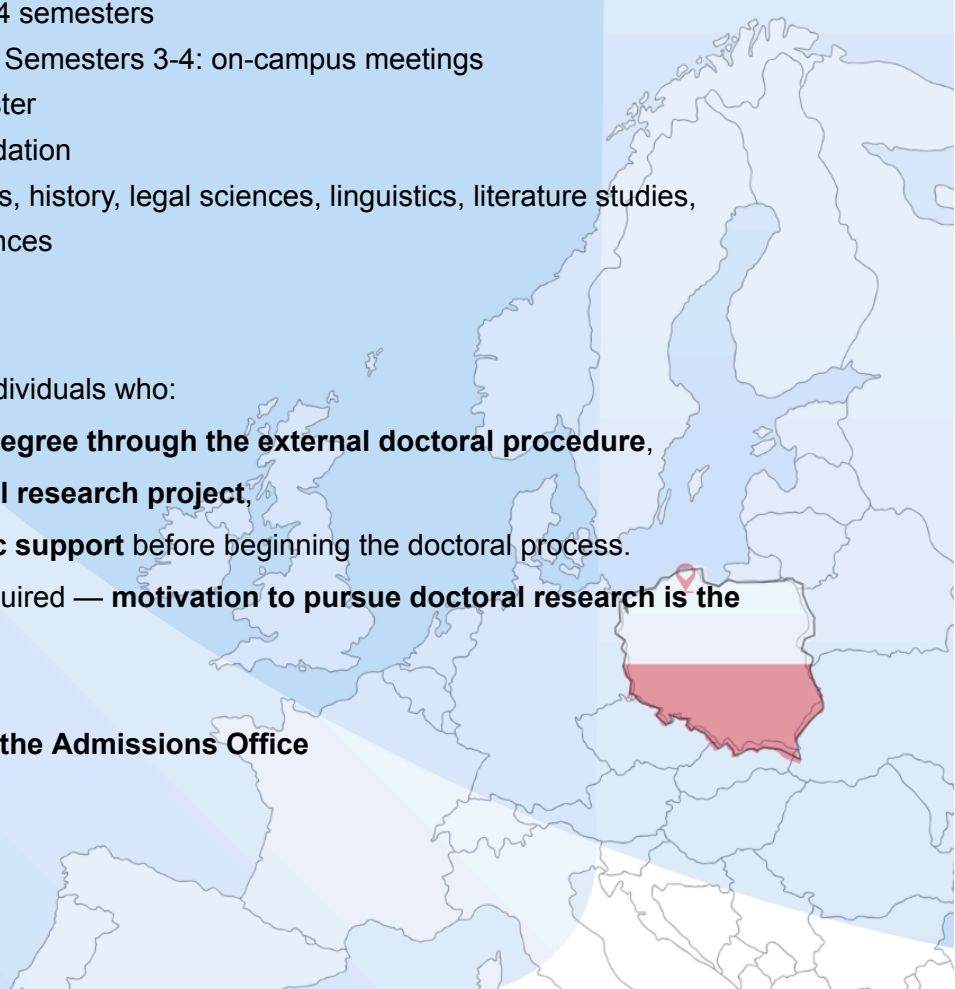 4 semesters
Semesters 3-4: on-campus meetings
ster
dation
s, history, legal sciences, linguistics, literature studies,
nces
dividuals who:
egree through the external doctoral procedure,
l research project,
c support before beginning the doctoral process.
uired — motivation to pursue doctoral research is the
the Admissions Office